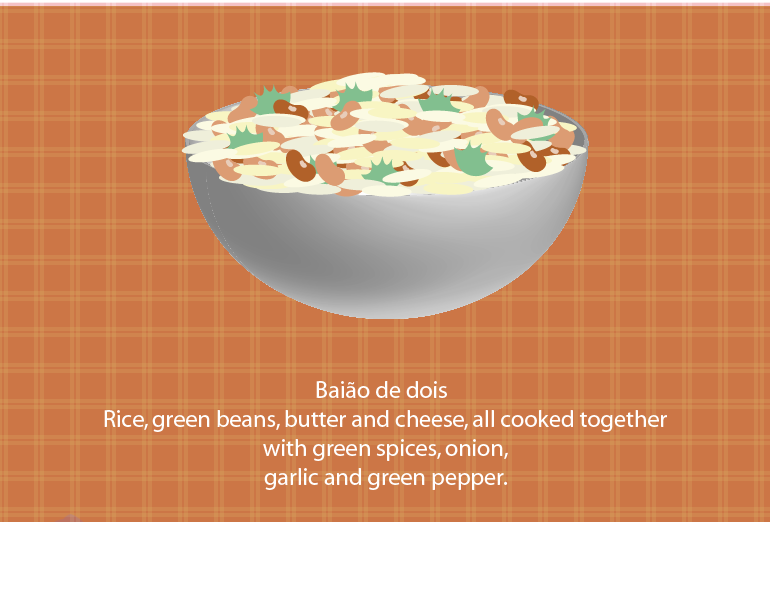 Baião de dois
Rice, green beans, butter and cheese, all cooked together
with green spices, onion,
garlic and green pepper.